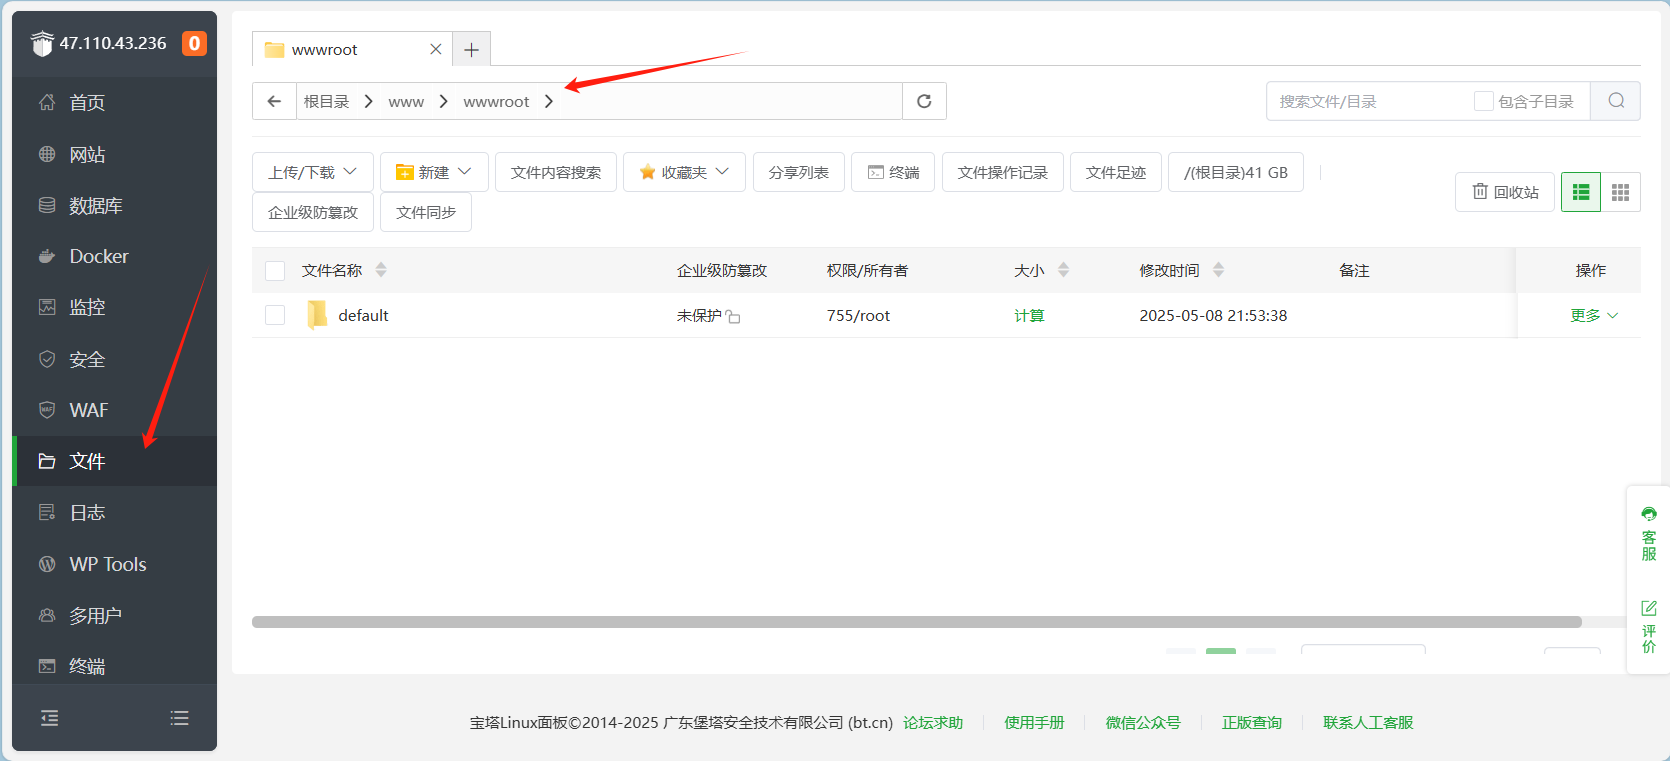 47.110.43.236 0
首页
网站
数据库
Docker
监控
安全
WAF
文件
日志
WP Tools
多用户
终端
wwwroot
根目录 www wwwroot
搜索文件/目录 包含子目录
上传/下载 新建 文件内容搜索 收藏夹 分享列表 终端 文件操作记录 文件足迹 /(根目录)41 GB
企业级防篡改 文件同步
回收站
文件名称 企业级防篡改 权限/所有者 大小 修改时间 备注 操作
default 未保护 755/root 计算 2025-05-08 21:53:38 更多
客服
评价
宝塔Linux面板©2014-2025 广东堡塔安全技术有限公司 (bt.cn) 论坛求助 使用手册 微信公众号 正版查询 联系人工客服